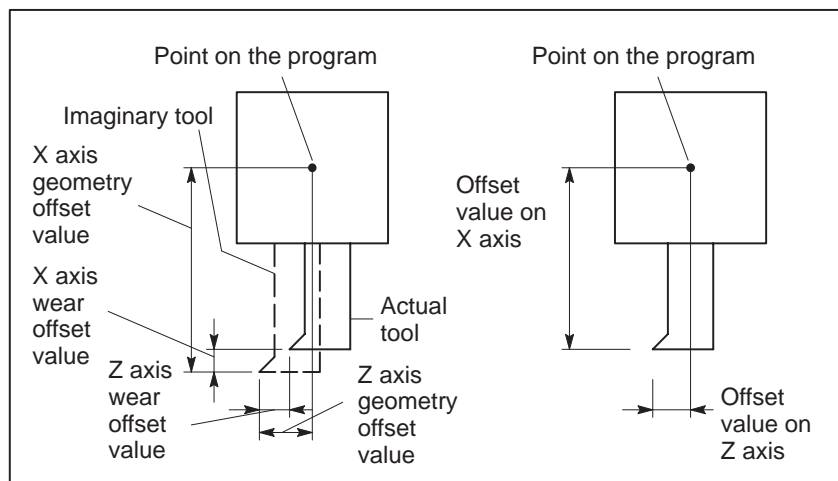 Point on the program
Imaginary tool
X axis
geometry
offset
value
X axis
wear
offset
value
Actual
tool
Z axis
wear
offset
value
Z axis
geometry
offset
value
Point on the program
Offset
value on
X axis
Offset
value on
Z axis